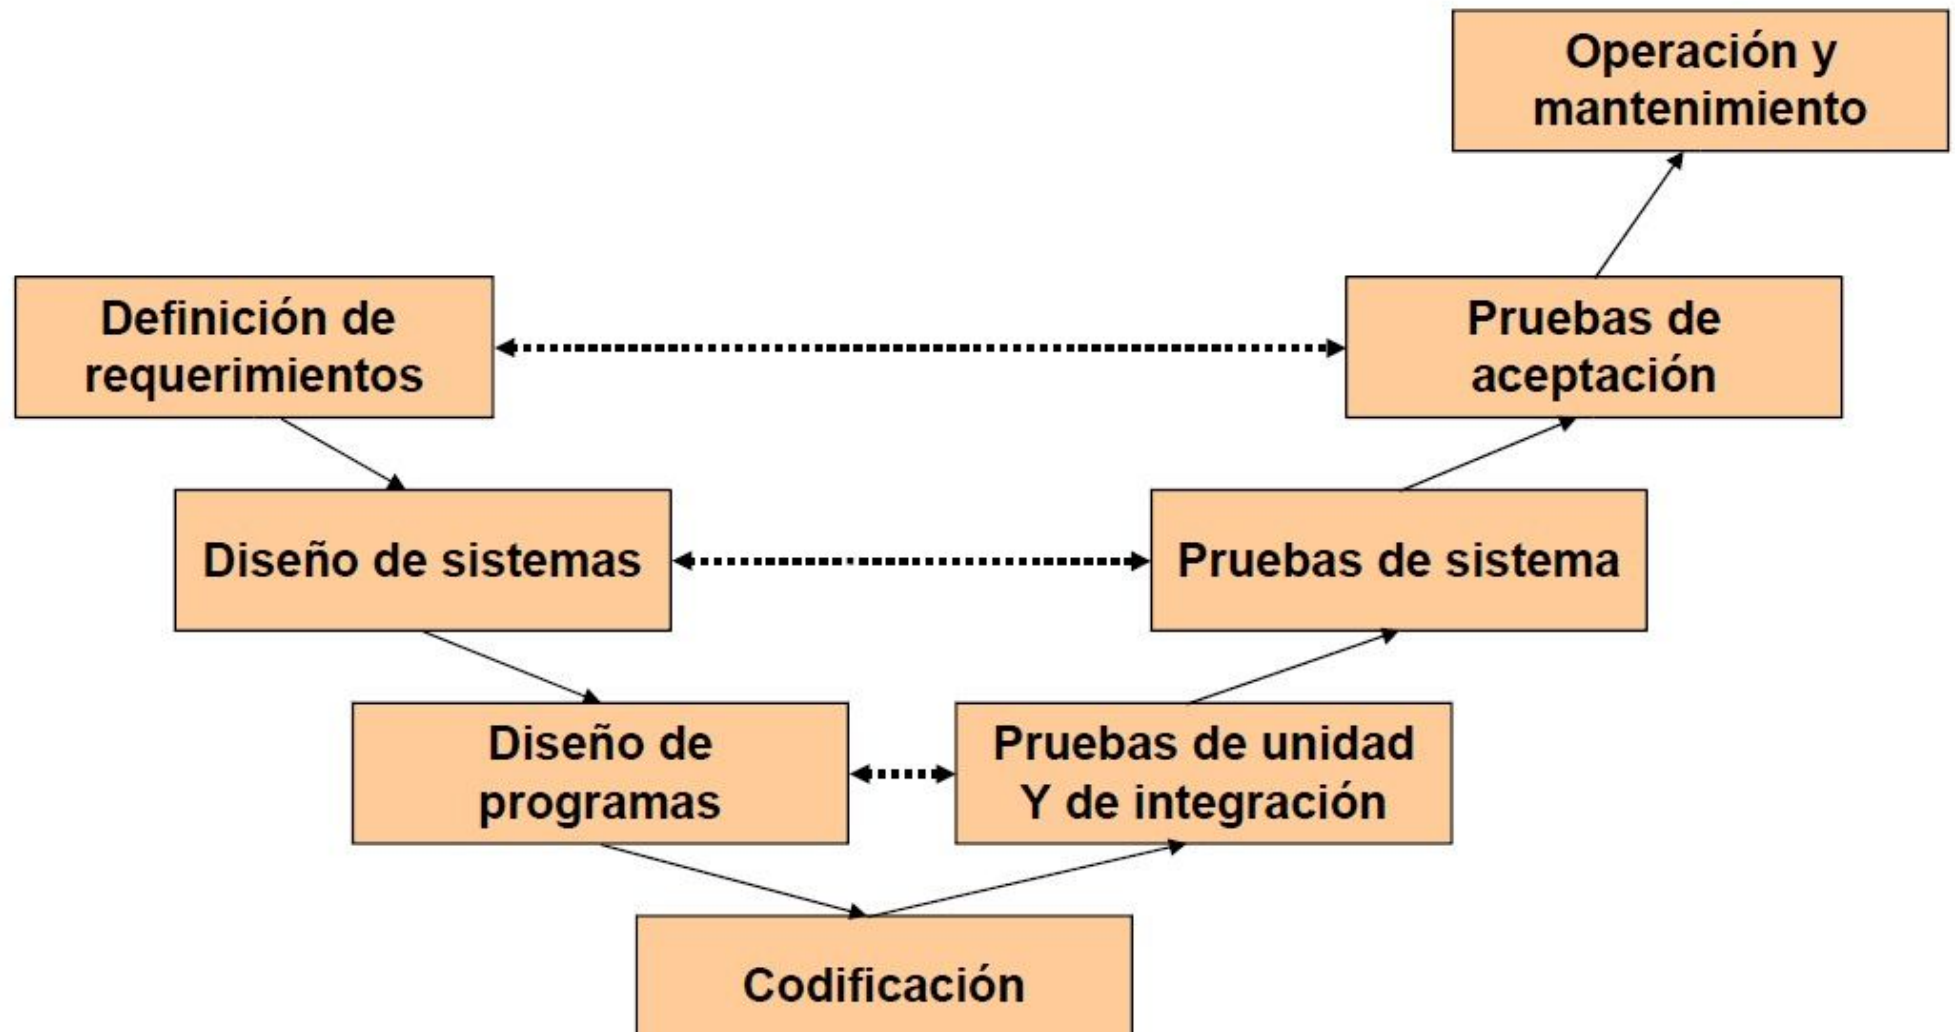 Operación y
mantenimiento
Definición de
requerimientos
Pruebas de
aceptación
Diseño de sistemas
Pruebas de sistema
Diseño de
programas
Pruebas de unidad
Y de integración
Codificación